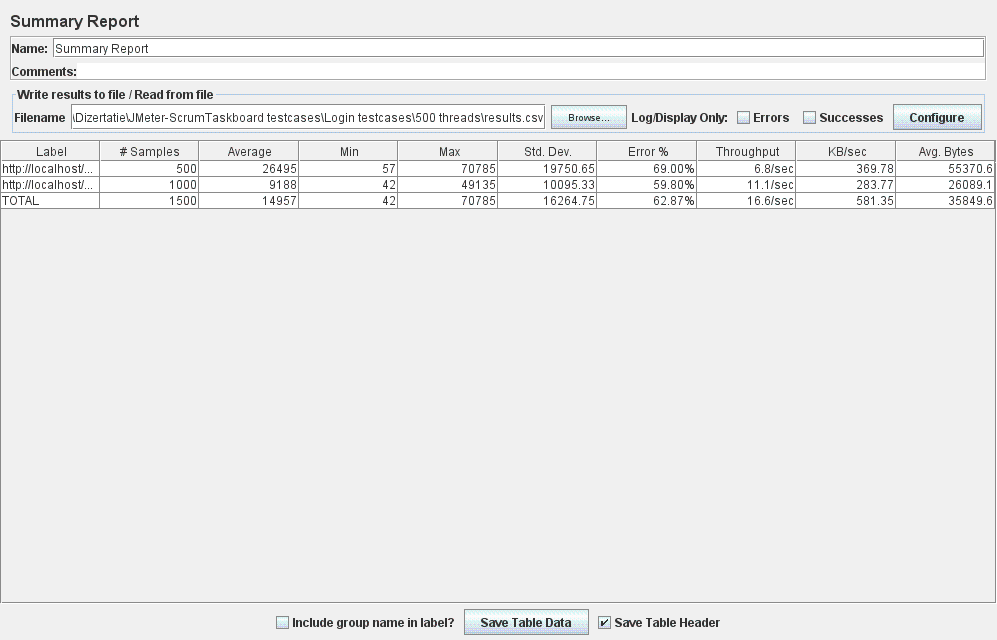 Summary Report
Name: Summary Report
Comments:
Write results to file / Read from file
Filename \Dizertatie\JMeter-ScrumTaskboard testcases\Login testcases\500 threads\results.csv Browse... Log/Display Only: Errors Successes Configure
Label # Samples Average Min Max Std. Dev. Error % Throughput KB/sec Avg. Bytes
http://localhost/... 500 26495 57 70785 19750.65 69.00% 6.8/sec 369.78 55370.6
http://localhost/... 1000 9188 42 49135 10095.33 59.80% 11.1/sec 283.77 26089.1
TOTAL 1500 14957 42 70785 16264.75 62.87% 16.6/sec 581.35 35849.6
Include group name in label? Save Table Data Save Table Header